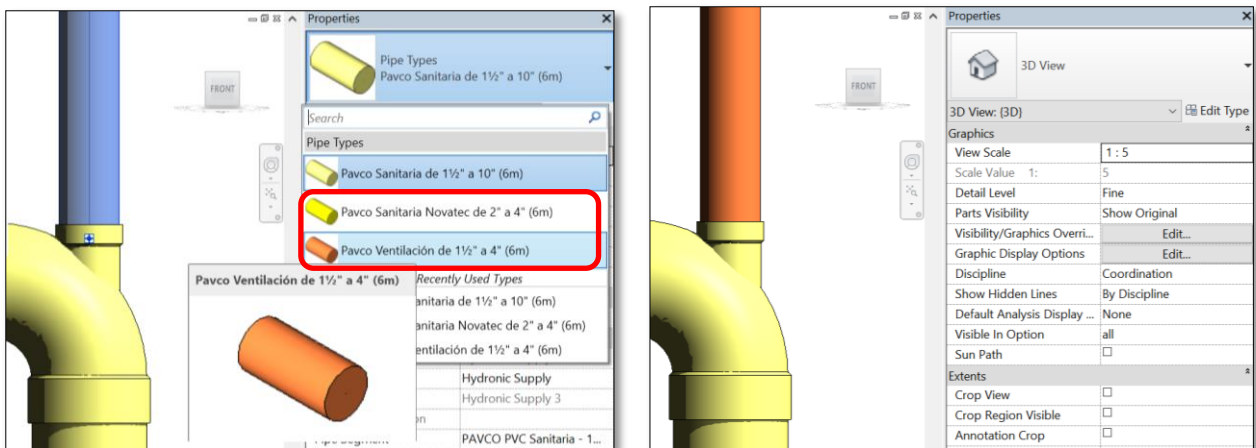 Properties
FRONT
Pipe Types
Pavco Sanitaria de 1½" a 10" (6m)
Search
Pipe Types
Pavco Sanitaria de 1½" a 10" (6m)
Pavco Sanitaria Novatec de 2" a 4" (6m)
Pavco Ventilación de 1½" a 4" (6m)
Pavco Ventilación de 1½" a 4" (6m)
Recently Used Types
anitaria de 1½" a 10" (6m)
anitaria Novatec de 2" a 4" (6m)
entilación de 1½" a 4" (6m)
Hydronic Supply
Hydronic Supply 3
PAVCO PVC Sanitaria - 1...
Properties
FRONT
3D View
3D View: {3D}
Edit Type
Graphics
View Scale 1 : 5
Scale Value 1: 5
Detail Level Fine
Parts Visibility Show Original
Visibility/Graphics Overri... Edit...
Graphic Display Options Edit...
Discipline Coordination
Show Hidden Lines By Discipline
Default Analysis Display ... None
Visible In Option all
Sun Path
Extents
Crop View
Crop Region Visible
Annotation Crop